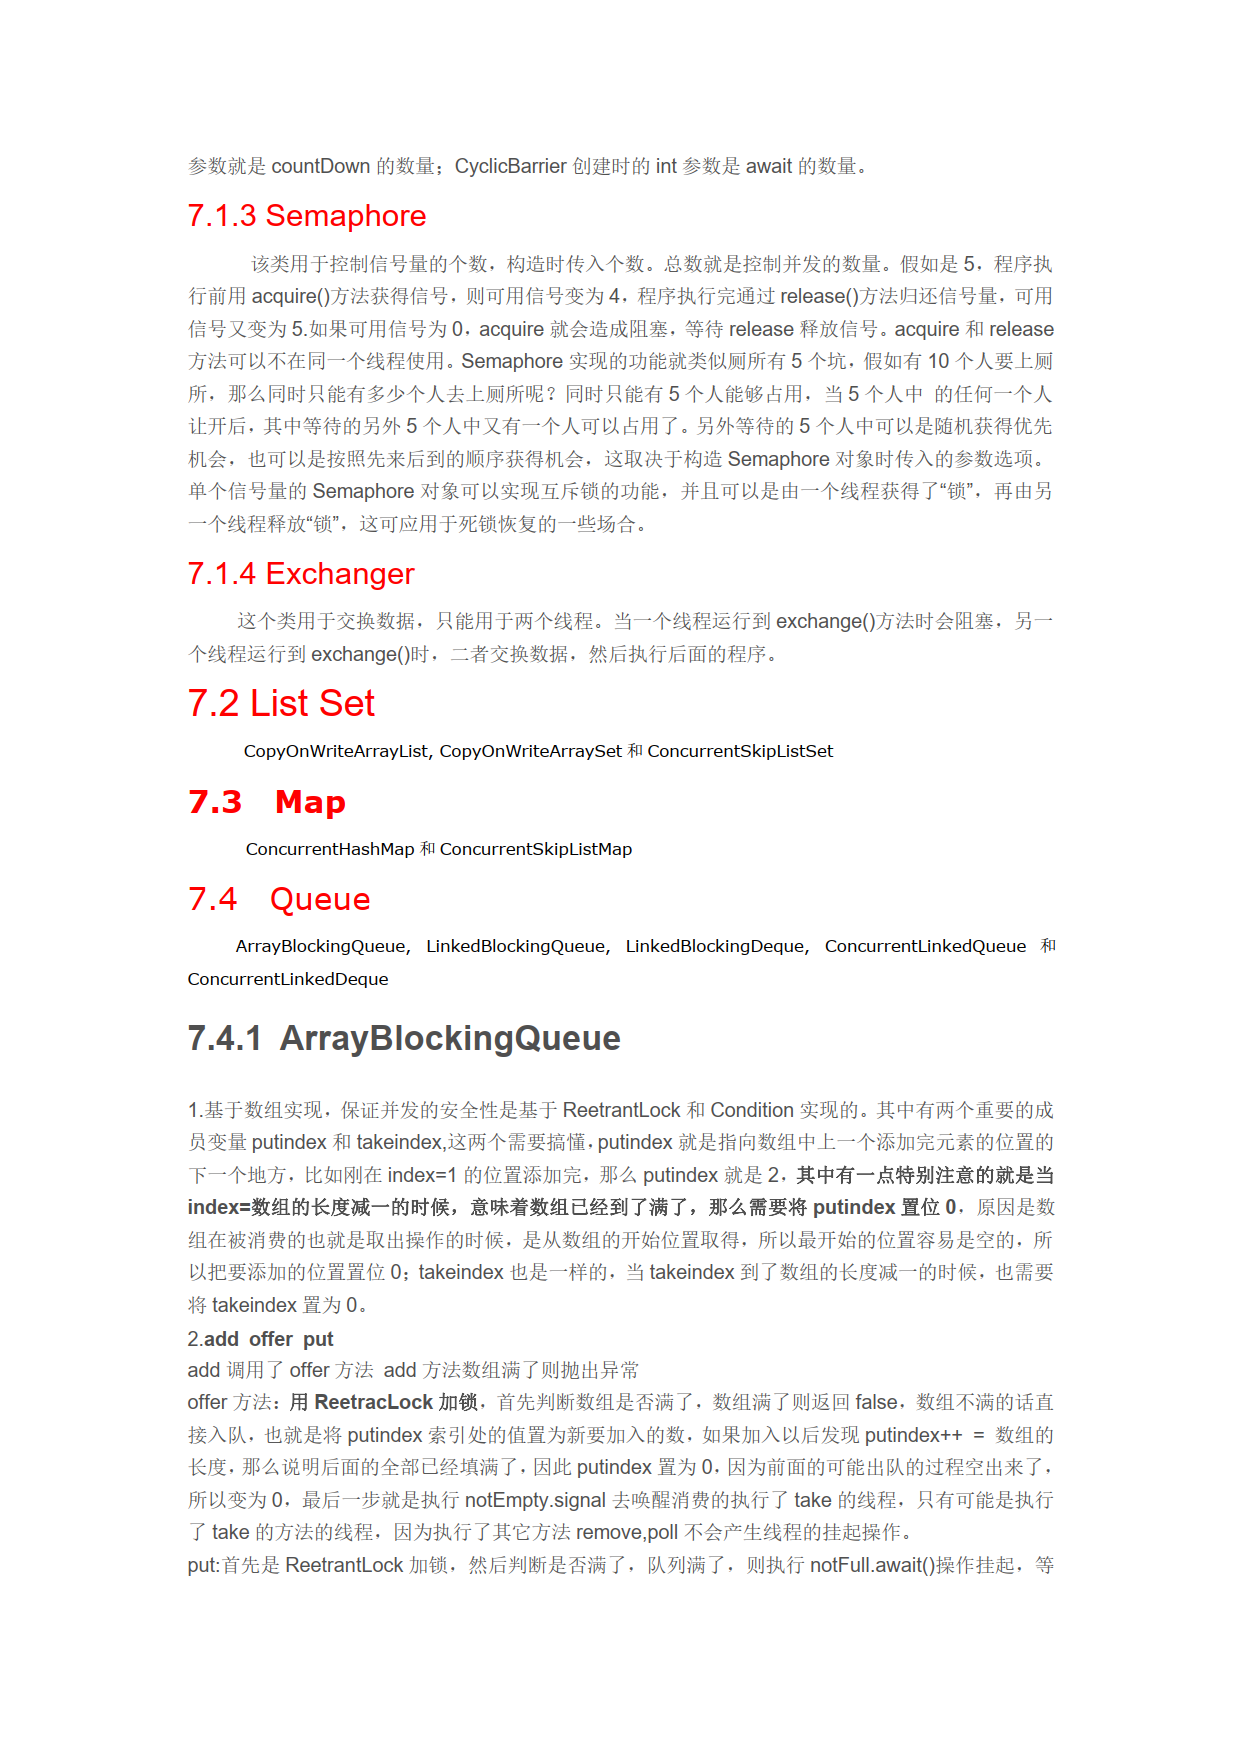 参数就是 countDown 的数量；CyclicBarrier 创建时的 int 参数是 await 的数量。
7.1.3 Semaphore
该类用于控制信号量的个数，构造时传入个数。总数就是控制并发的数量。假如是 5，程序执
行前用 acquire()方法获得信号，则可用信号变为 4，程序执行完通过 release()方法归还信号量，可用
信号又变为 5.如果可用信号为 0，acquire 就会造成阻塞，等待 release 释放信号。acquire 和 release
方法可以不在同一个线程使用。Semaphore 实现的功能就类似厕所有 5 个坑，假如有 10 个人要上厕
所，那么同时只能有多少个人去上厕所呢？同时只能有 5 个人能够占用，当 5 个人中 的任何一个人
让开后，其中等待的另外 5 个人中又有一个人可以占用了。另外等待的 5 个人中可以是随机获得优先
机会，也可以是按照先来后到的顺序获得机会，这取决于构造 Semaphore 对象时传入的参数选项。
单个信号量的 Semaphore 对象可以实现互斥锁的功能，并且可以是由一个线程获得了“锁”，再由另
一个线程释放“锁”，这可应用于死锁恢复的一些场合。
7.1.4 Exchanger
这个类用于交换数据，只能用于两个线程。当一个线程运行到 exchange()方法时会阻塞，另一
个线程运行到 exchange()时，二者交换数据，然后执行后面的程序。
7.2 List Set
CopyOnWriteArrayList, CopyOnWriteArraySet 和 ConcurrentSkipListSet
7.3 Map
ConcurrentHashMap 和 ConcurrentSkipListMap
7.4 Queue
ArrayBlockingQueue, LinkedBlockingQueue, LinkedBlockingDeque, ConcurrentLinkedQueue 和
ConcurrentLinkedDeque
7.4.1 ArrayBlockingQueue
1.基于数组实现，保证并发的安全性是基于 ReetrantLock 和 Condition 实现的。其中有两个重要的成
员变量 putindex 和 takeindex,这两个需要搞懂，putindex 就是指向数组中上一个添加完元素的位置的
下一个地方，比如刚在 index=1 的位置添加完，那么 putindex 就是 2，其中有一点特别注意的就是当
index=数组的长度减一的时候，意味着数组已经到了满了，那么需要将 putindex 置位 0，原因是数
组在被消费的也就是取出操作的时候，是从数组的开始位置取得，所以最开始的位置容易是空的，所
以把要添加的位置置位 0；takeindex 也是一样的，当 takeindex 到了数组的长度减一的时候，也需要
将 takeindex 置为 0。
2.add offer put
add 调用了 offer 方法 add 方法数组满了则抛出异常
offer 方法：用 ReetracLock 加锁，首先判断数组是否满了，数组满了则返回 false，数组不满的话直
接入队，也就是将 putindex 索引处的值置为新要加入的数，如果加入以后发现 putindex++ = 数组的
长度，那么说明后面的全部已经填满了，因此 putindex 置为 0，因为前面的可能出队的过程空出来了，
所以变为 0，最后一步就是执行 notEmpty.signal 去唤醒消费的执行了 take 的线程，只有可能是执行
了 take 的方法的线程，因为执行了其它方法 remove,poll 不会产生线程的挂起操作。
put:首先是 ReetrantLock 加锁，然后判断是否满了，队列满了，则执行 notFull.await()操作挂起，等